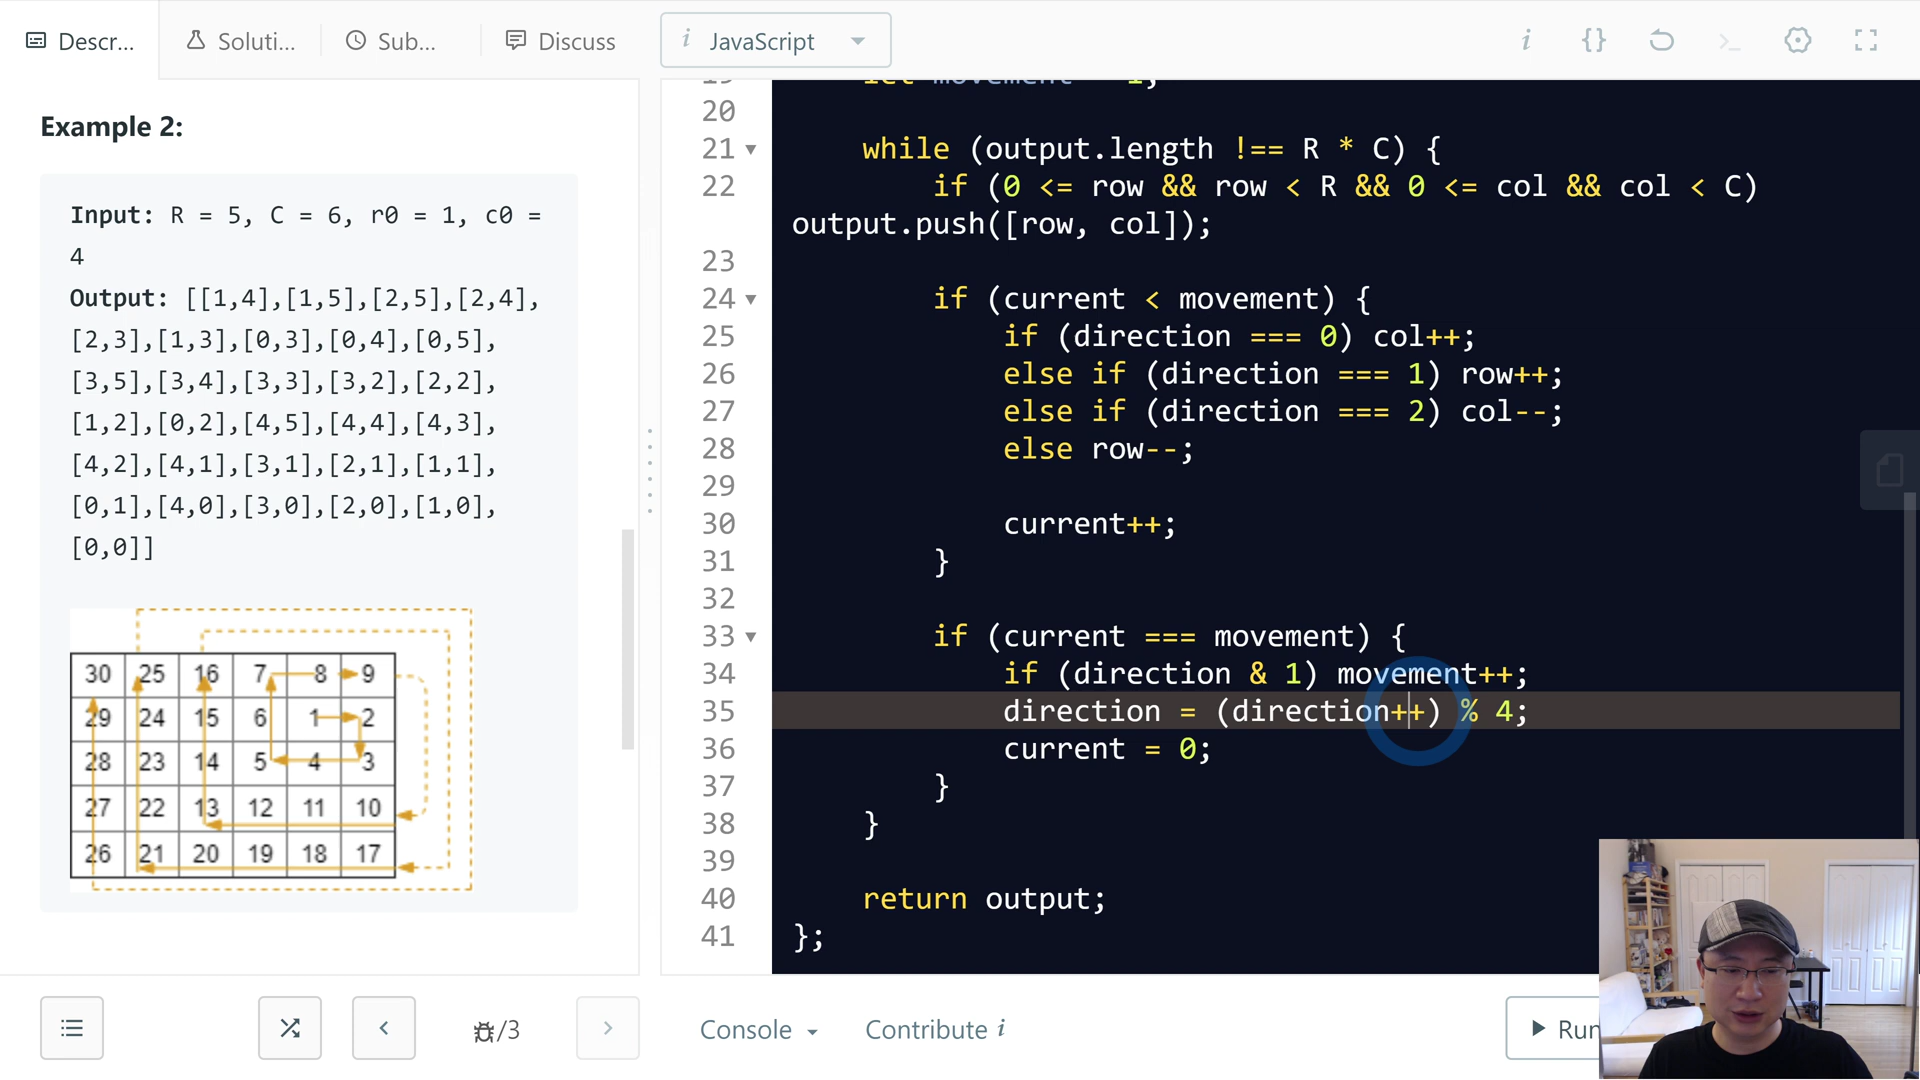 Descr...
Soluti...
Sub...
Discuss
i JavaScript
i {} >_
Example 2:
Input: R = 5, C = 6, r0 = 1, c0 =
4
Output: [[1,4],[1,5],[2,5],[2,4],
[2,3],[1,3],[0,3],[0,4],[0,5],
[3,5],[3,4],[3,3],[3,2],[2,2],
[1,2],[0,2],[4,5],[4,4],[4,3],
[4,2],[4,1],[3,1],[2,1],[1,1],
[0,1],[4,0],[3,0],[2,0],[1,0],
[0,0]]
30 25 16 7 8 9
29 24 15 6 1 2
28 23 14 5 4 3
27 22 13 12 11 10
26 21 20 19 18 17
19 let movement = 1;
20
21 while (output.length !== R * C) {
22 if (0 <= row && row < R && 0 <= col && col < C)
output.push([row, col]);
23
24 if (current < movement) {
25 if (direction === 0) col++;
26 else if (direction === 1) row++;
27 else if (direction === 2) col--;
28 else row--;
29
30 current++;
31 }
32
33 if (current === movement) {
34 if (direction & 1) movement++;
35 direction = (direction++) % 4;
36 current = 0;
37 }
38 }
39
40 return output;
41 };
/3
Console
Contribute i
Run